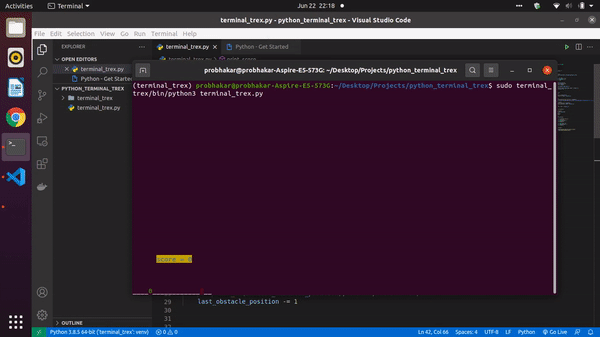 Activities
Terminal
Jun 22 22:18
terminal_trex.py - python_terminal_trex - Visual Studio Code
File Edit Selection View Go Run Terminal Help
EXPLORER
terminal_trex.py
Python - Get Started
OPEN EDITORS
terminal_trex.py
Python - Get Started
PYTHON_TERMINAL_TREX
terminal_trex
terminal_trex.py
probhakar@probhakar-Aspire-E5-573G: ~/Desktop/Projects/python_terminal_trex
(terminal_trex) probhakar@probhakar-Aspire-E5-573G:~/Desktop/Projects/python_terminal_trex$ sudo terminal_
trex/bin/python3 terminal_trex.py
score = 0
29 last_obstacle_position -= 1
30
31
OUTLINE
Python 3.8.5 64-bit ('terminal_trex': venv) 0 0 Ln 42, Col 66 Spaces: 4 UTF-8 LF Python Go Live